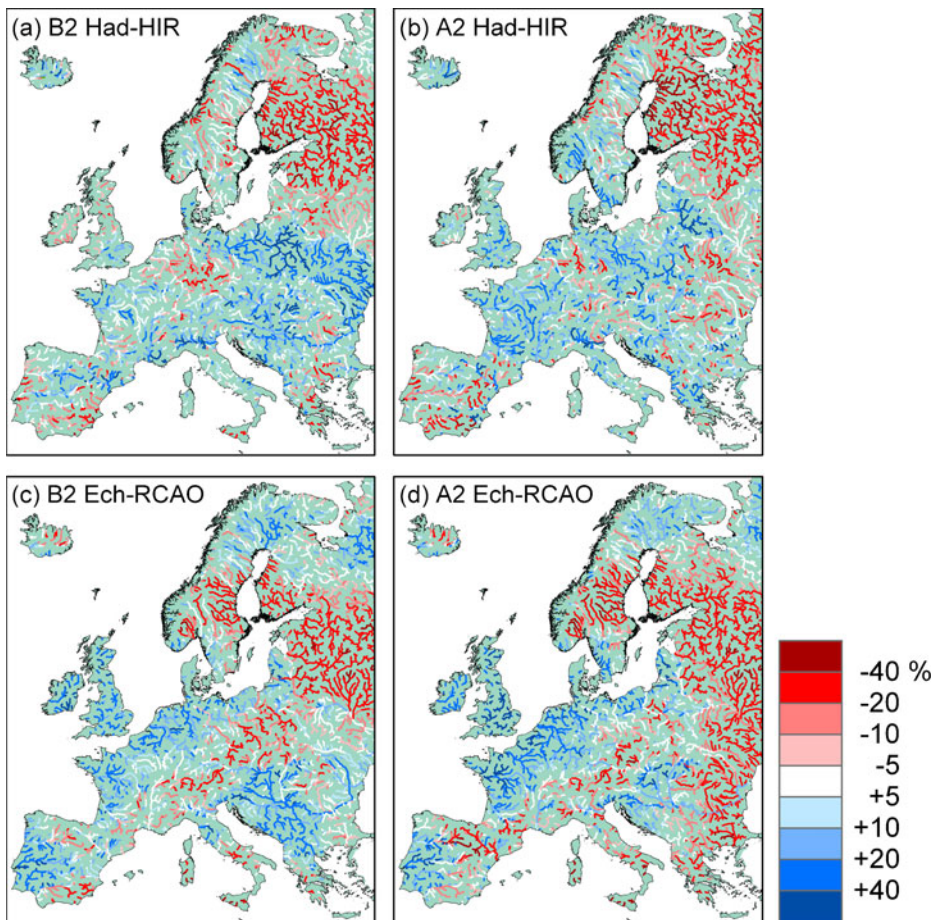 (a) B2 Had-HIR
(b) A2 Had-HIR
(c) B2 Ech-RCAO
(d) A2 Ech-RCAO
-40 %
-20
-10
-5
+5
+10
+20
+40